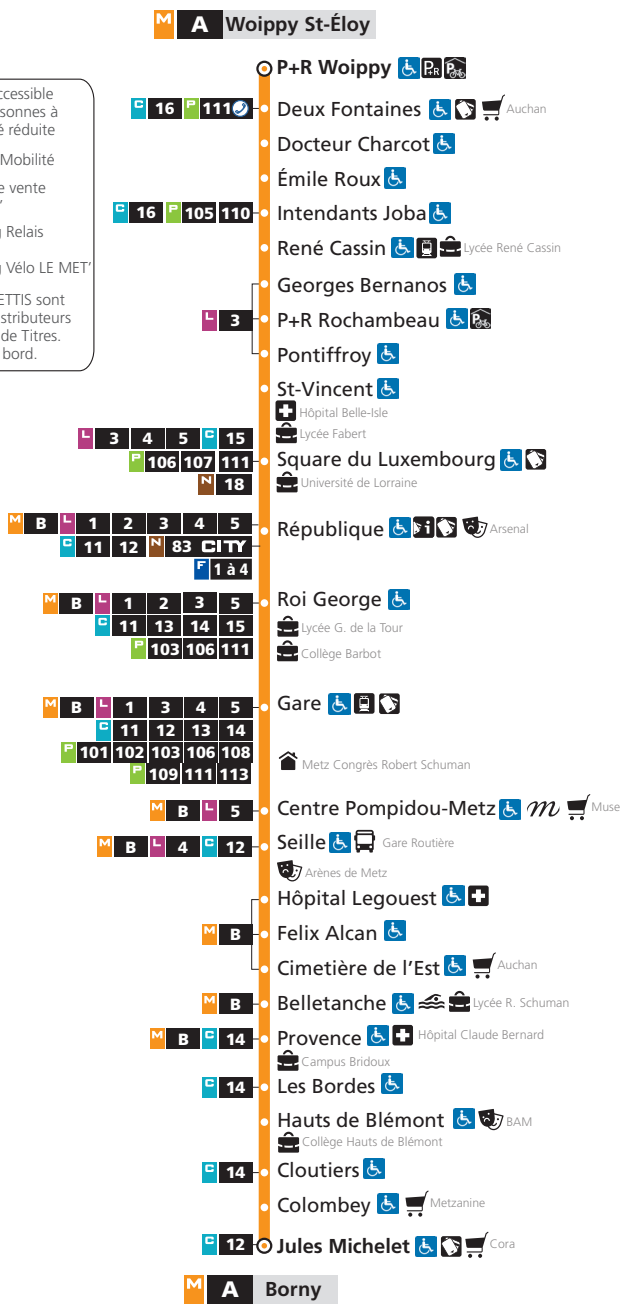 M A Woippy St-Éloy
P+R Woippy P+R P
ccessible
sonnes à
é réduite
Mobilité
e vente
g Relais
g Vélo LE MET’
ETTIS sont
stributeurs
de Titres.
bord.
C 16 P 111 Deux Fontaines Auchan
Docteur Charcot
Émile Roux
C 16 P 105 110 Intendants Joba
René Cassin Lycée René Cassin
Georges Bernanos
L 3 P+R Rochambeau P+R
Pontiffroy
St-Vincent
Hôpital Belle-Isle
Lycée Fabert
L 3 4 5 C 15
P 106 107 111 Square du Luxembourg
N 18 Université de Lorraine
M B L 1 2 3 4 5 République i Arsenal
C 11 12 N 83 CITY
F 1 à 4
M B L 1 2 3 5 Roi George
C 11 13 14 15 Lycée G. de la Tour
P 103 106 111 Collège Barbot
M B L 1 3 4 5 Gare
C 11 12 13 14
P 101 102 103 106 108
P 109 111 113 Metz Congrès Robert Schuman
M B L 5 Centre Pompidou-Metz m Muse
M B L 4 C 12 Seille Gare Routière
Arènes de Metz
Hôpital Legouest
M B Felix Alcan
Cimetière de l’Est Auchan
M B Belletanche Lycée R. Schuman
M B C 14 Provence Hôpital Claude Bernard
Campus Bridoux
C 14 Les Bordes
Hauts de Blémont BAM
Collège Hauts de Blémont
C 14 Cloutiers
Colombey Metzanine
C 12 Jules Michelet Cora
M A Borny